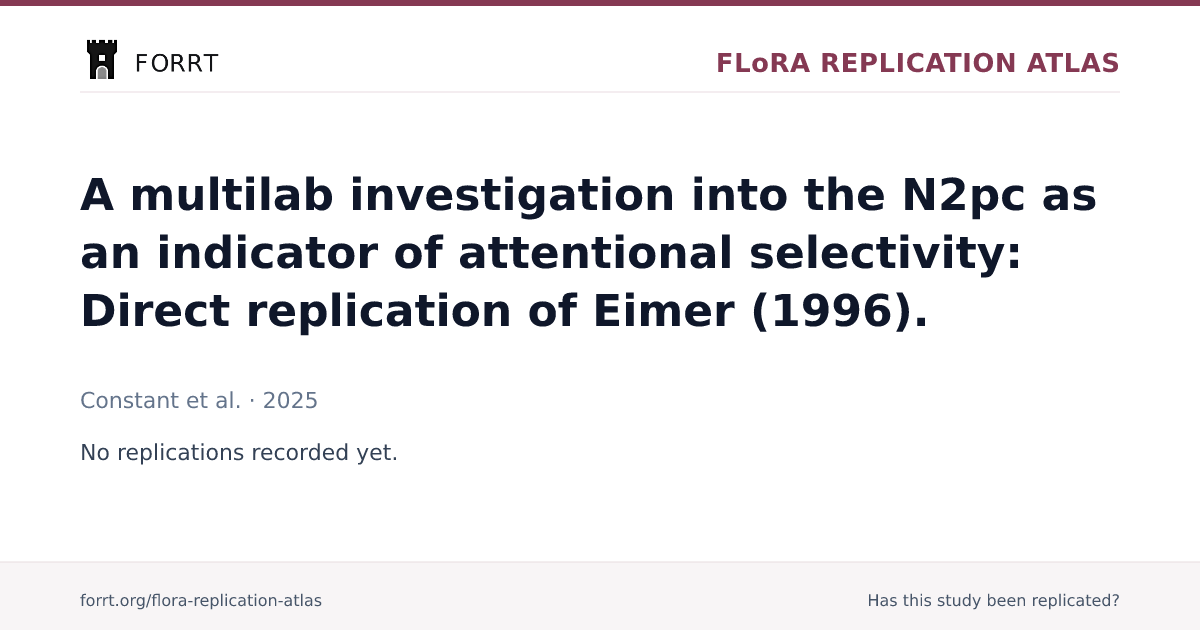 FORRT
FLoRA REPLICATION ATLAS
A multilab investigation into the N2pc as
an indicator of attentional selectivity:
Direct replication of Eimer (1996).
Constant et al. · 2025
No replications recorded yet.
forrt.org/flora-replication-atlas
Has this study been replicated?